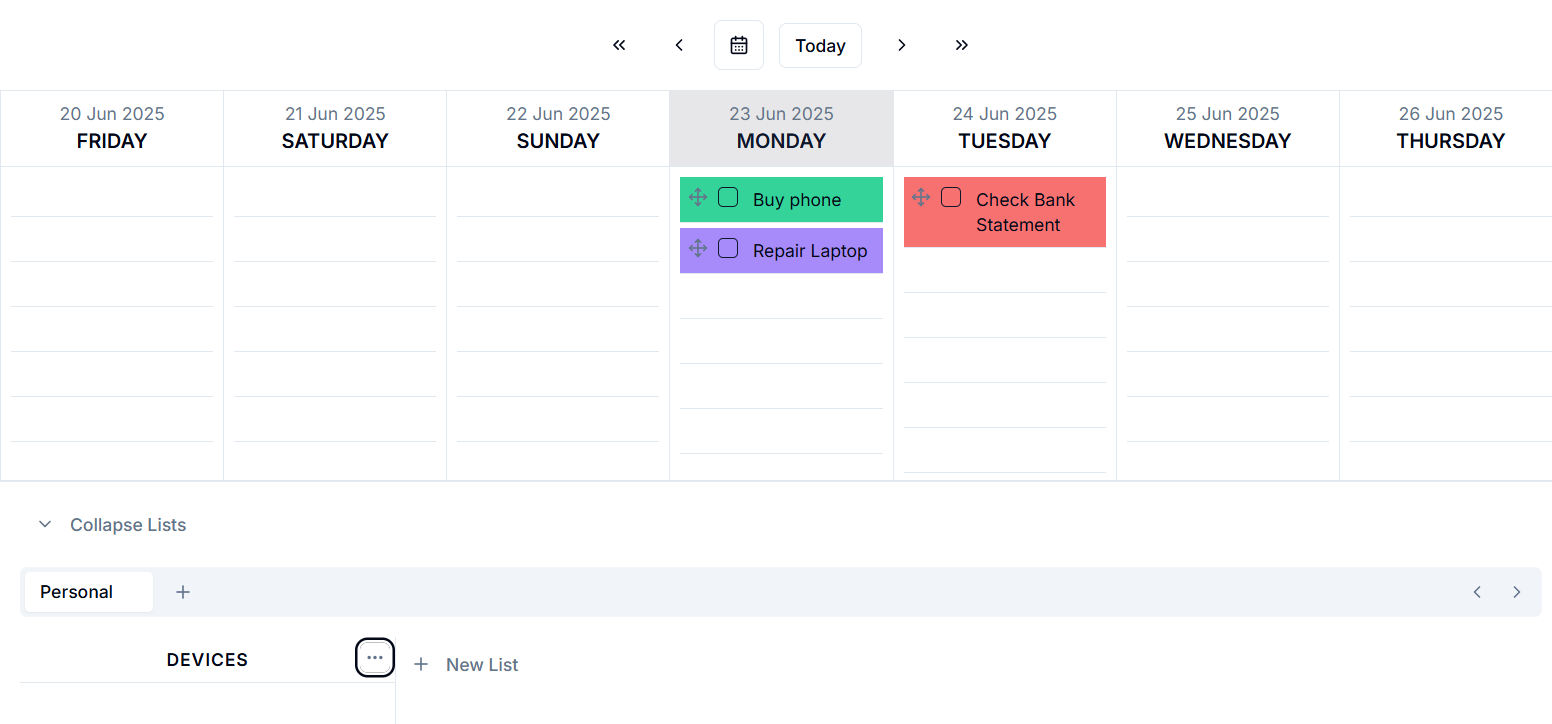 Today
20 Jun 2025
FRIDAY
21 Jun 2025
SATURDAY
22 Jun 2025
SUNDAY
23 Jun 2025
MONDAY
24 Jun 2025
TUESDAY
25 Jun 2025
WEDNESDAY
26 Jun 2025
THURSDAY
Buy phone
Repair Laptop
Check Bank
Statement
Collapse Lists
Personal
DEVICES
New List